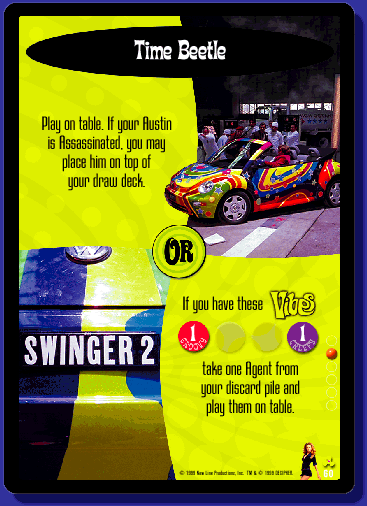 Time Beetle
Play on table. If your Austin
is Assassinated, you may
place him on top of
your draw deck.
OR
SWINGER 2
If you have these Vibes
1 1
take one Agent from
your discard pile and
play them on table.
© 1999 New Line Productions, Inc. TM & © 1999 DECIPHER.